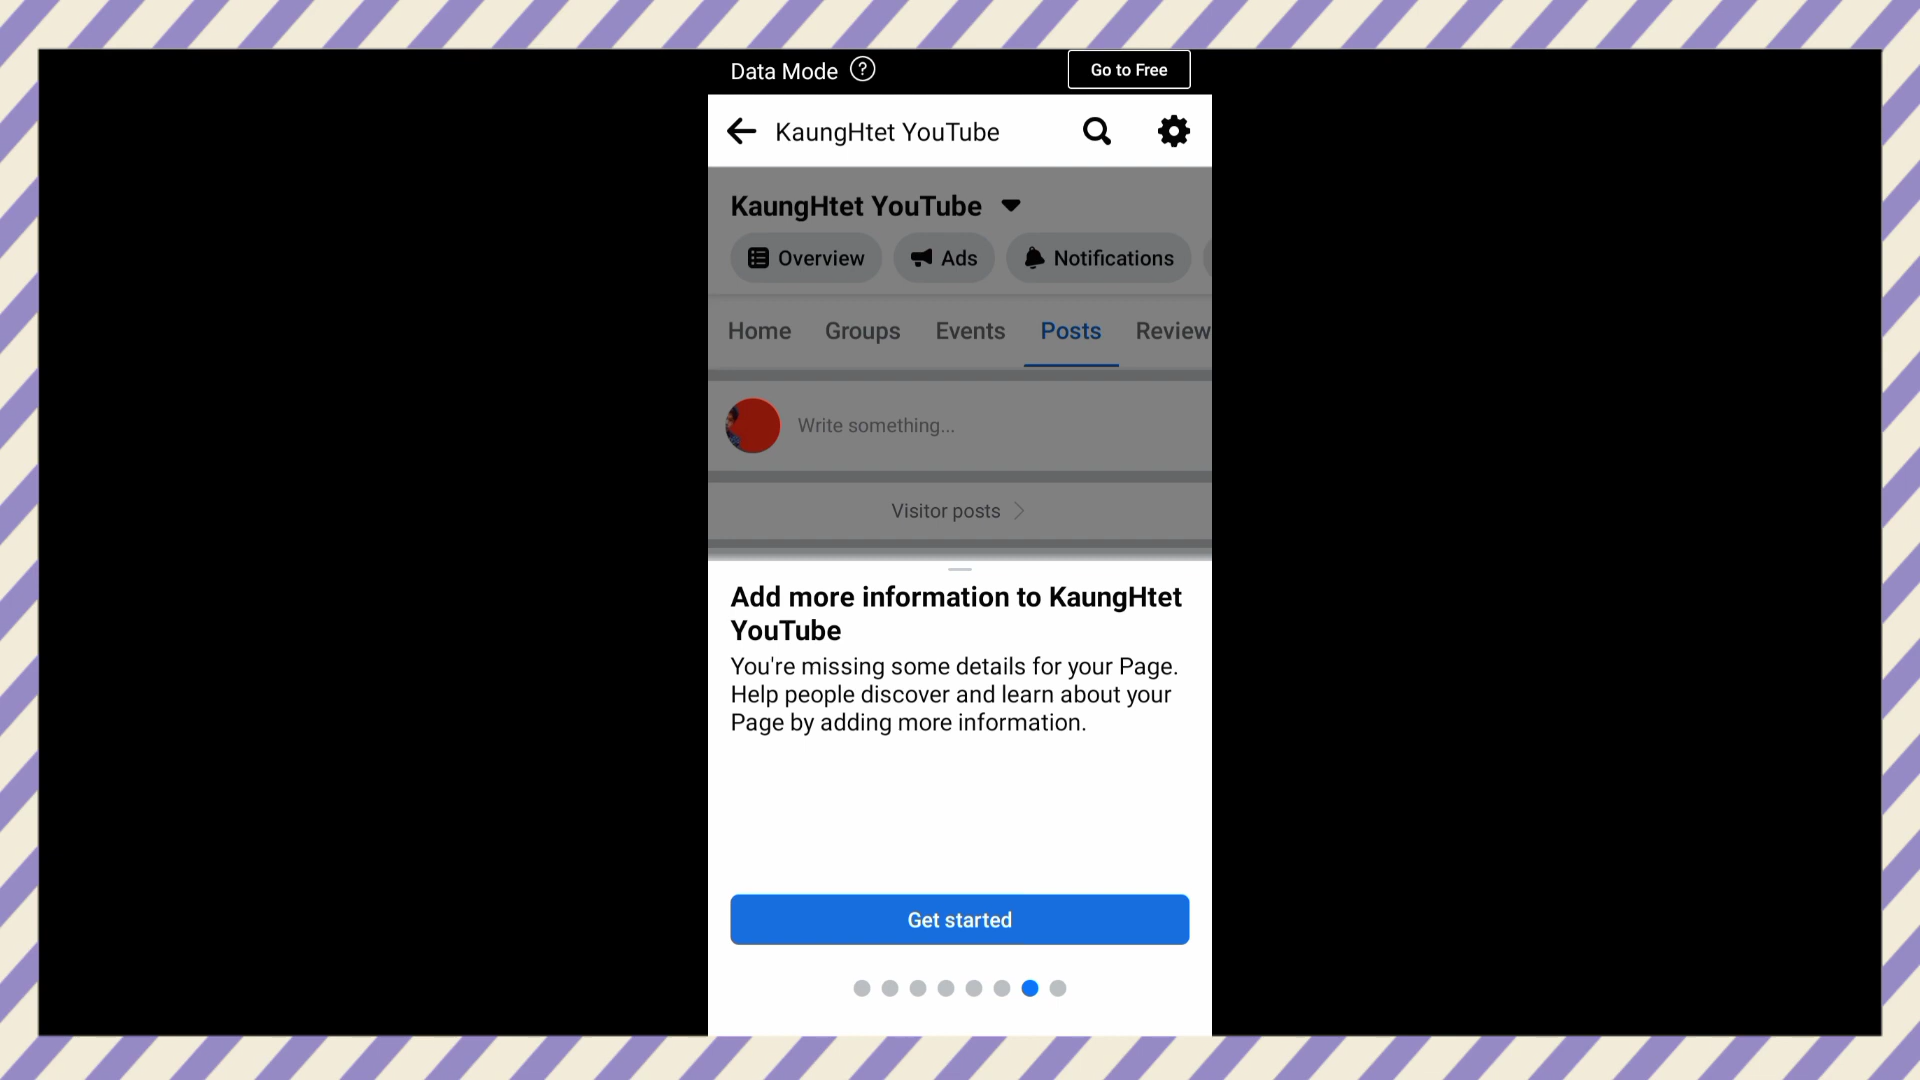 Data Mode ?
Go to Free
KaungHtet YouTube
KaungHtet YouTube
Overview
Ads
Notifications
Home
Groups
Events
Posts
Review
Write something...
Visitor posts
Add more information to KaungHtet
YouTube
You're missing some details for your Page.
Help people discover and learn about your
Page by adding more information.
Get started